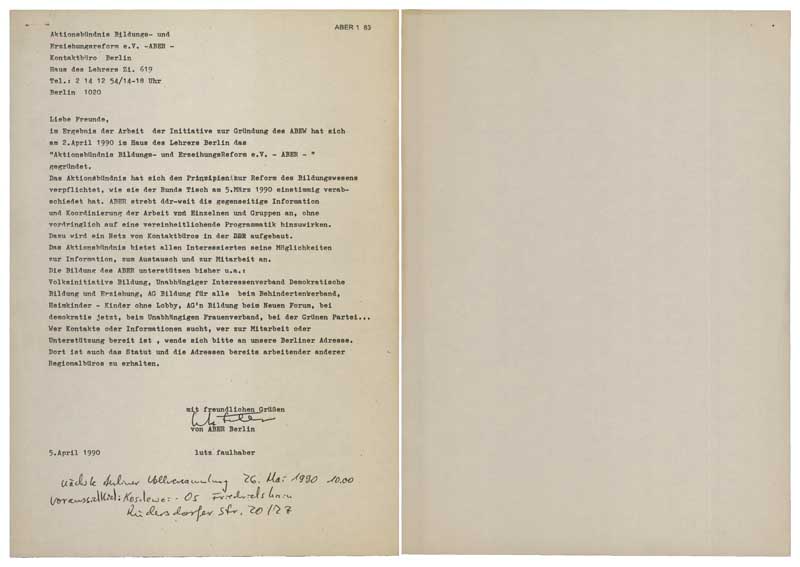 ABER 1 83
Aktionsbündnis Bildungs- und
Erziehungsreform e.V. -ABER -
Kontaktbüro Berlin
Haus des Lehrers Zi. 619
Tel.: 2 14 12 54/14-18 Uhr
Berlin 1020
Liebe Freunde,
im Ergebnis der Arbeit der Initiative zur Gründung des ABEW hat sich
am 2.April 1990 im Haus des Lehrers Berlin das
"Aktionsbündnis Bildungs- und ErzeihungsReform e.V. - ABER - "
gegründet.
Das Aktionsbündnis hat sich den Prinzipien zur Reform des Bildungswesens
verpflichtet, wie sie der Runde Tisch am 5.März 1990 einstimmig verab-
schiedet hat. ABER strebt ddr-weit die gegenseitige Information
und Koordinierung der Arbeit von Einzelnen und Gruppen an, ohne
vordringlich auf eine vereinheitlichende Programmatik hinzuwirken.
Dazu wird ein Netz von Kontaktbüros in der DDR aufgebaut.
Das Aktionsbündnis bietet allen Interessierten seine Möglichkeiten
zur Information, zum Austausch und zur Mitarbeit an.
Die Bildung des ABER unterstützen bisher u.a.:
Volksinitiative Bildung, Unabhängiger Interessenverband Demokratische
Bildung und Erziehung, AG Bildung für alle beim Behindertenkerband,
Heimkinder - Kinder ohne Lobby, AG'n Bildung beim Neuen Forum, bei
demokratie jetzt, beim Unabhängigen Frauenverband, bei der Grünen Partei...
Wer Kontakte oder Informationen sucht, wer zur Mitarbeit oder
Unterstützung bereit ist , wende sich bitte an unsere Berliner Adresse.
Dort ist auch das Statut und die Adressen bereits arbeitender anderer
Regionalbüros zu erhalten.
mit freundlichen Grüßen
von ABER Berlin
5.April 1990 lutz faulhaber
nächste Berliner Vollversammlung 26. Mai 1990 10.00
Os Friedrichshain
Rüdersdorfer Str. 20/27